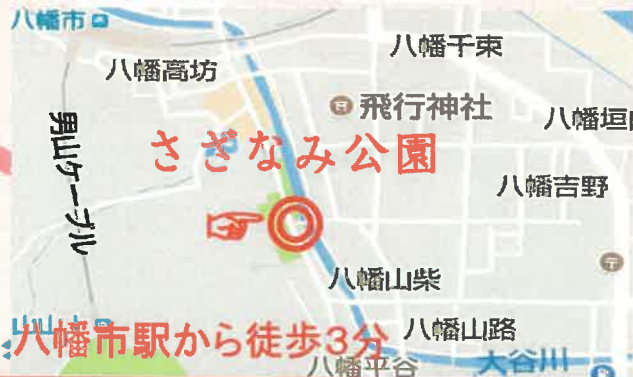 八幡市
八幡千束
八幡高坊
飛行神社
八幡垣
男山ケーブル
さざなみ公園
八幡吉野
八幡山柴
八幡市駅から徒歩3分
八幡山路
八幡平谷
大谷川